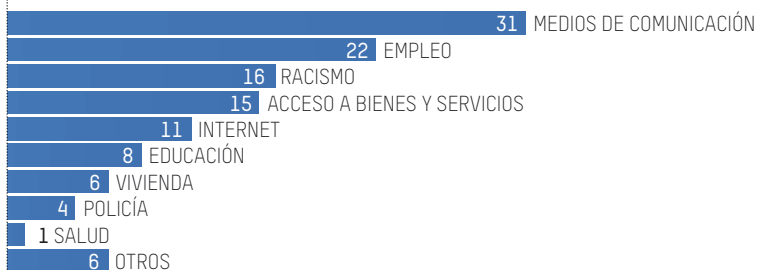 31 MEDIOS DE COMUNICACIÓN
22 EMPLEO
16 RACISMO
15 ACCESO A BIENES Y SERVICIOS
11 INTERNET
8 EDUCACIÓN
6 VIVIENDA
4 POLICÍA
1 SALUD
6 OTROS